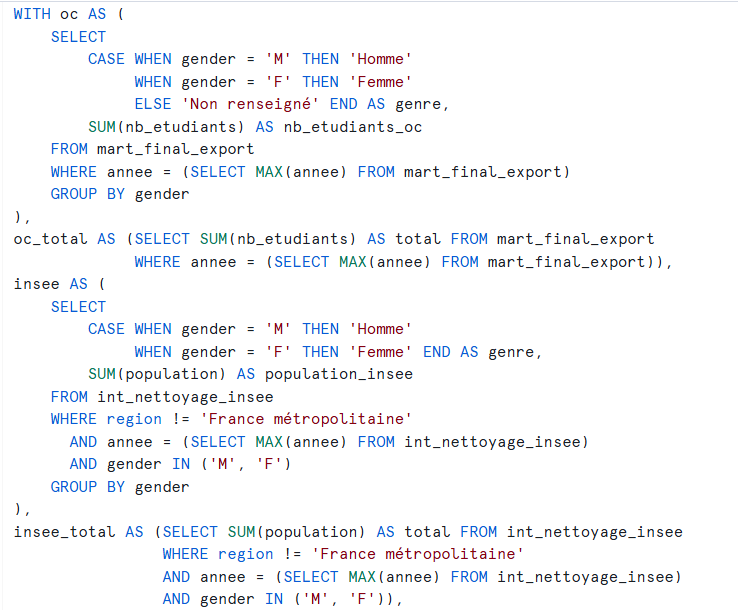 WITH oc AS (
SELECT
CASE WHEN gender = 'M' THEN 'Homme'
WHEN gender = 'F' THEN 'Femme'
ELSE 'Non renseigné' END AS genre,
SUM(nb_etudiants) AS nb_etudiants_oc
FROM mart_final_export
WHERE annee = (SELECT MAX(annee) FROM mart_final_export)
GROUP BY gender
),
oc_total AS (SELECT SUM(nb_etudiants) AS total FROM mart_final_export
WHERE annee = (SELECT MAX(annee) FROM mart_final_export)),
insee AS (
SELECT
CASE WHEN gender = 'M' THEN 'Homme'
WHEN gender = 'F' THEN 'Femme' END AS genre,
SUM(population) AS population_insee
FROM int_nettoyage_insee
WHERE region != 'France métropolitaine'
AND annee = (SELECT MAX(annee) FROM int_nettoyage_insee)
AND gender IN ('M', 'F')
GROUP BY gender
),
insee_total AS (SELECT SUM(population) AS total FROM int_nettoyage_insee
WHERE region != 'France métropolitaine'
AND annee = (SELECT MAX(annee) FROM int_nettoyage_insee)
AND gender IN ('M', 'F')),